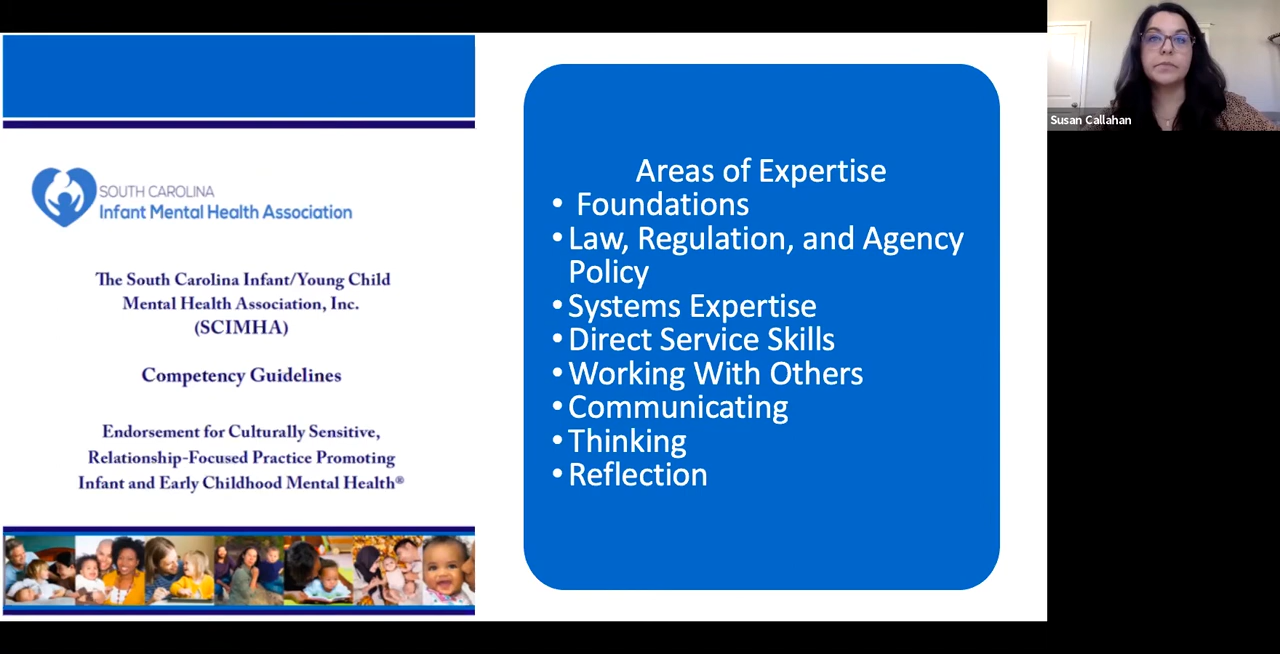 SOUTH CAROLINA
Infant Mental Health Association
The South Carolina Infant/Young Child
Mental Health Association, Inc.
(SCIMHA)
Competency Guidelines
Endorsement for Culturally Sensitive,
Relationship-Focused Practice Promoting
Infant and Early Childhood Mental Health®
Areas of Expertise
• Foundations
• Law, Regulation, and Agency
Policy
• Systems Expertise
• Direct Service Skills
• Working With Others
• Communicating
• Thinking
• Reflection
Susan Callahan